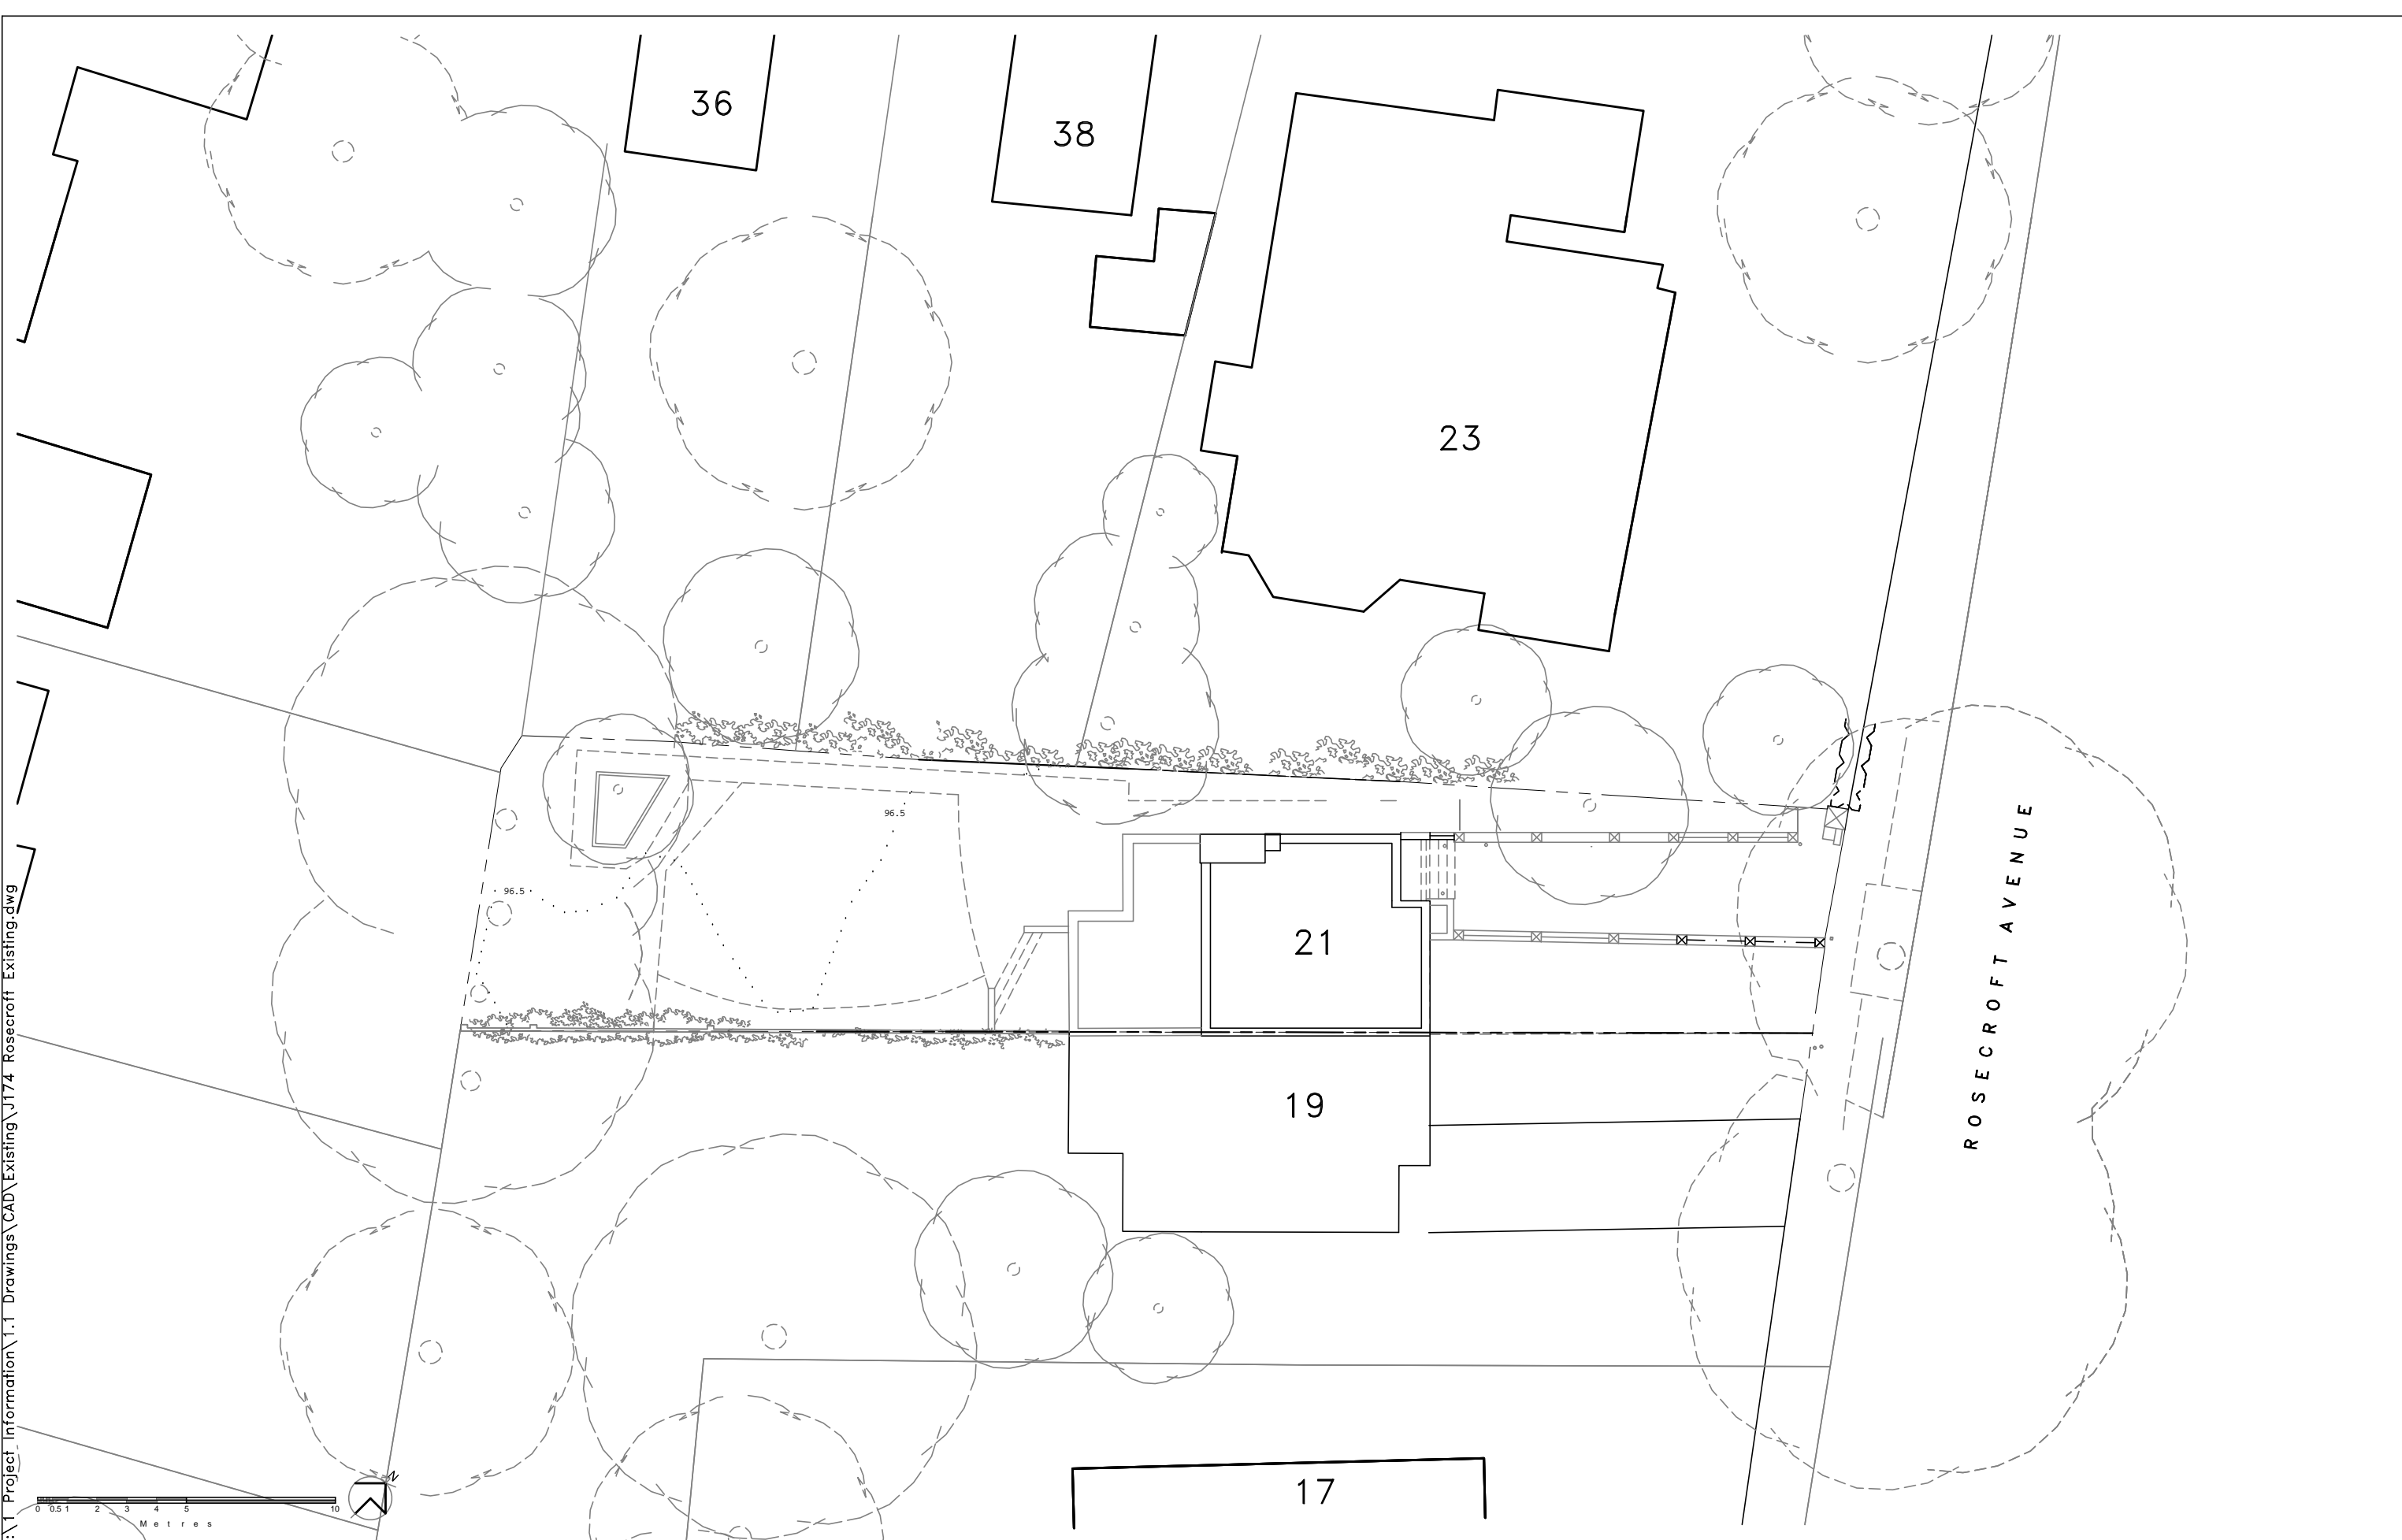 36
38
23
96.5
96.5
21
19
17
ROSECROFT AVENUE
:\1 Project Information\1.1 Drawings\CAD\Existing\J174 Rosecroft Existing.dwg
N
0 0.5 1 2 3 4 5 10
Metres